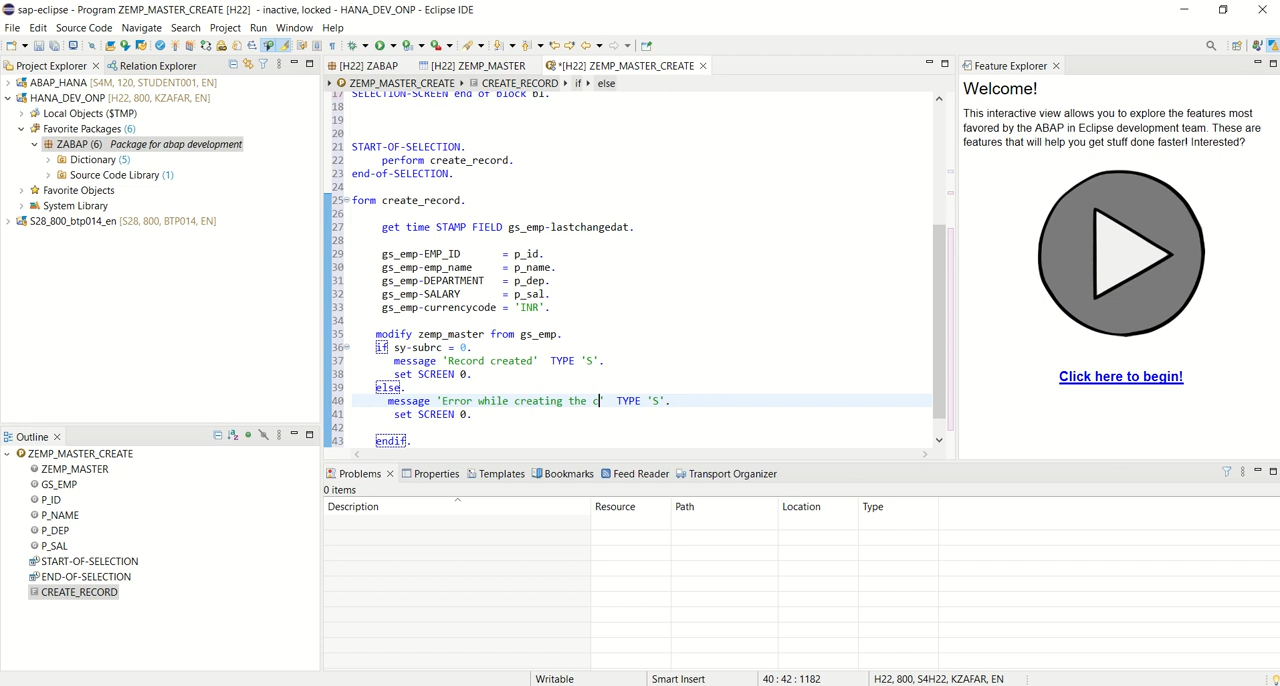 sap-eclipse - Program ZEMP_MASTER_CREATE [H22] - inactive, locked - HANA_DEV_ONP - Eclipse IDE
File Edit Source Code Navigate Search Project Run Window Help
Project Explorer Relation Explorer
ABAP_HANA [S4M, 120, STUDENT001, EN]
HANA_DEV_ONP [H22, 800, KZAFAR, EN]
Local Objects ($TMP)
Favorite Packages (6)
ZABAP (6) Package for abap development
Dictionary (5)
Source Code Library (1)
Favorite Objects
System Library
S28_800_btp014_en [S28, 800, BTP014, EN]
Outline
ZEMP_MASTER_CREATE
ZEMP_MASTER
GS_EMP
P_ID
P_NAME
P_DEP
P_SAL
START-OF-SELECTION
END-OF-SELECTION
CREATE_RECORD
[H22] ZABAP [H22] ZEMP_MASTER *[H22] ZEMP_MASTER_CREATE
ZEMP_MASTER_CREATE CREATE_RECORD if else
17 SELECTION-SCREEN end of block b1.
18
19
20
21 START-OF-SELECTION.
22 perform create_record.
23 end-of-SELECTION.
24
25 form create_record.
26
27 get time STAMP FIELD gs_emp-lastchangedat.
28
29 gs_emp-EMP_ID = p_id.
30 gs_emp-emp_name = p_name.
31 gs_emp-DEPARTMENT = p_dep.
32 gs_emp-SALARY = p_sal.
33 gs_emp-currencycode = 'INR'.
34
35 modify zemp_master from gs_emp.
36 if sy-subrc = 0.
37 message 'Record created' TYPE 'S'.
38 set SCREEN 0.
39 else.
40 message 'Error while creating the c' TYPE 'S'.
41 set SCREEN 0.
42
43 endif.
Feature Explorer
Welcome!
This interactive view allows you to explore the features most
favored by the ABAP in Eclipse development team. These are
features that will help you get stuff done faster! Interested?
Click here to begin!
Problems Properties Templates Bookmarks Feed Reader Transport Organizer
0 items
Description Resource Path Location Type
Writable Smart Insert 40 : 42 : 1182 H22, 800, S4H22, KZAFAR, EN